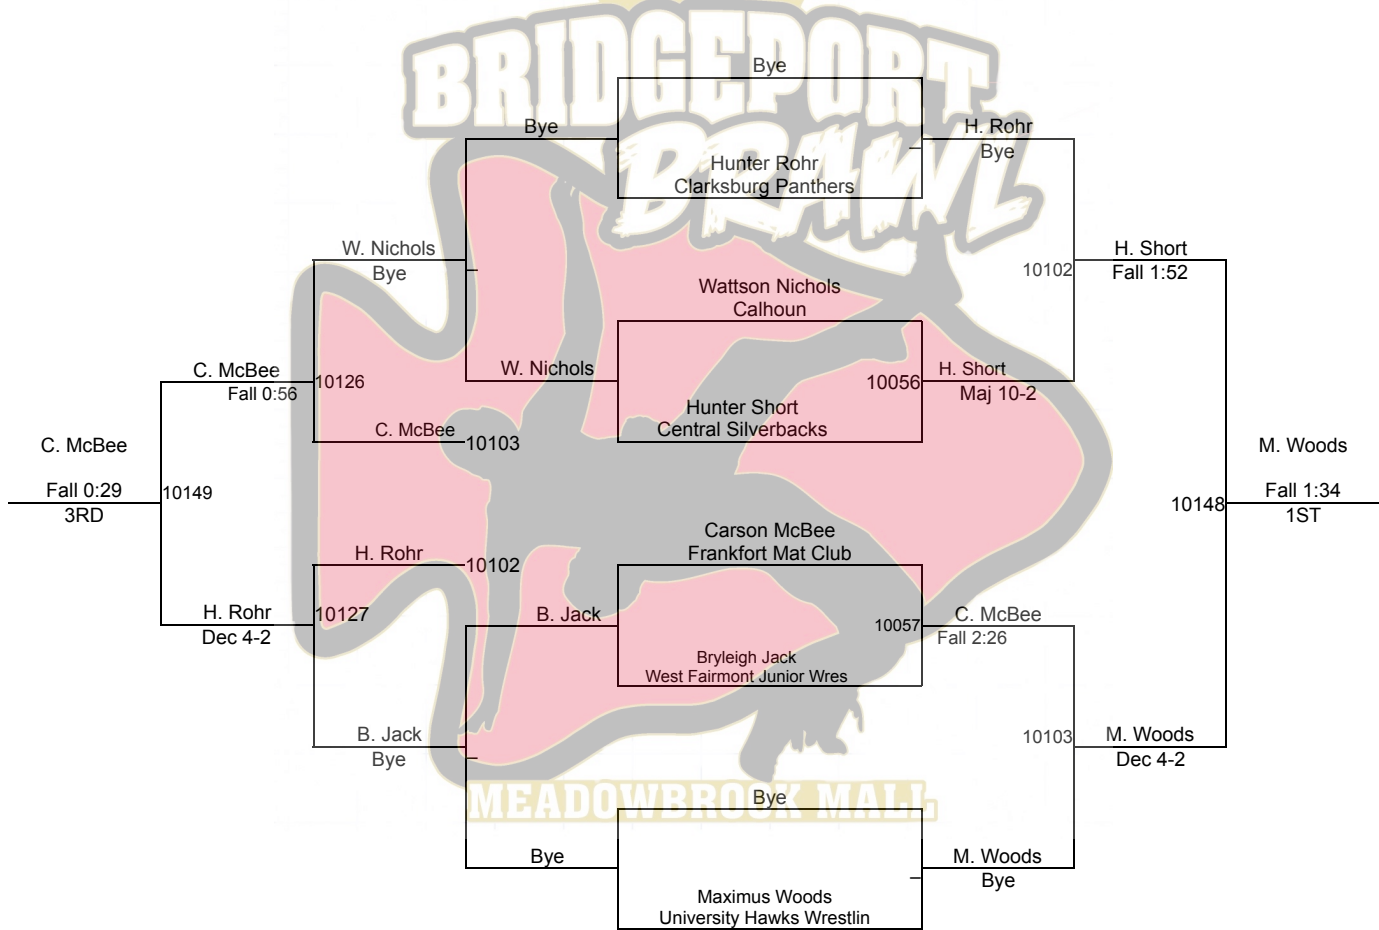 BRIDGEPORT
BRAWL
Bye
Bye
H. Rohr
Bye
Hunter Rohr
Clarksburg Panthers
W. Nichols
Bye
H. Short
Fall 1:52
10102
Wattson Nichols
Calhoun
C. McBee
Fall 0:56
10126
W. Nichols
10056
H. Short
Maj 10-2
Hunter Short
Central Silverbacks
C. McBee
10103
C. McBee
Fall 0:29
3RD
10149
M. Woods
10148
Fall 1:34
1ST
Carson McBee
Frankfort Mat Club
H. Rohr
10102
H. Rohr
Dec 4-2
10127
B. Jack
10057
C. McBee
Fall 2:26
Bryleigh Jack
West Fairmont Junior Wres
B. Jack
Bye
10103
M. Woods
Dec 4-2
MEADOWBROOK MALL
Bye
Bye
M. Woods
Bye
Maximus Woods
University Hawks Wrestlin